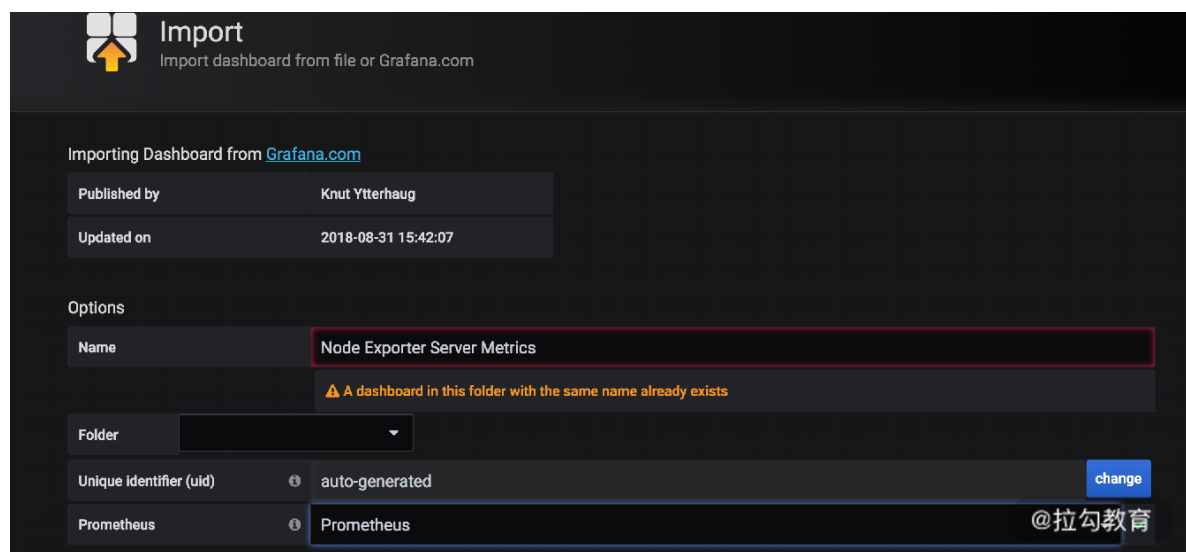 Import
Import dashboard from file or Grafana.com
Importing Dashboard from Grafana.com
Published by Knut Ytterhaug
Updated on 2018-08-31 15:42:07
Options
Name Node Exporter Server Metrics
A dashboard in this folder with the same name already exists
Folder
Unique identifier (uid) auto-generated change
Prometheus Prometheus
@拉勾教育